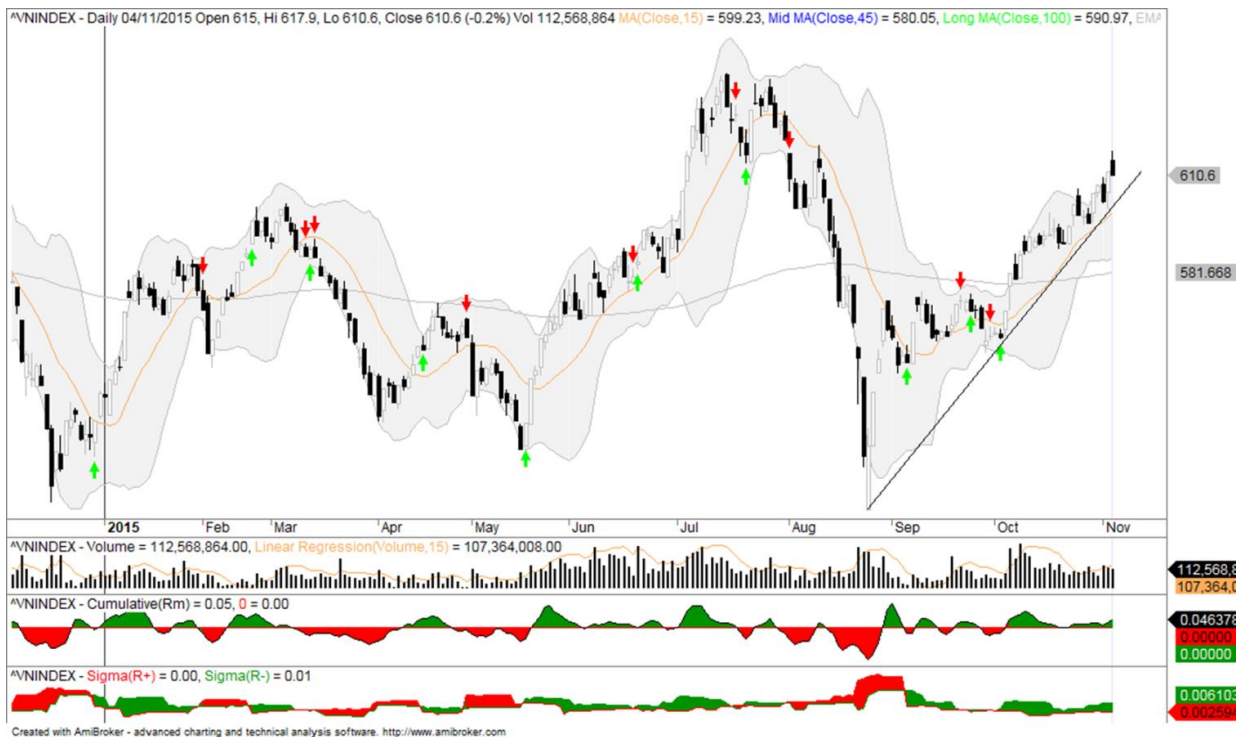 ^VNINDEX - Daily 04/11/2015 Open 615, Hi 617.9, Lo 610.6, Close 610.6 (-0.2%) Vol 112,568,864 MA(Close,15) = 599.23, Mid MA(Close,45) = 580.05, Long MA(Close,100) = 590.97, EMA
610.6
581.668
2015 Feb Mar Apr May Jun Jul Aug Sep Oct Nov
^VNINDEX - Volume = 112,568,864.00, Linear Regression(Volume,15) = 107,364,008.00
112,568,8
107,364,0
^VNINDEX - Cumulative(Rm) = 0.05, 0 = 0.00
0.046378
0.00000
0.00000
^VNINDEX - Sigma(R+) = 0.00, Sigma(R-) = 0.01
0.006103
0.002594
Created with AmiBroker - advanced charting and technical analysis software. http://www.amibroker.com